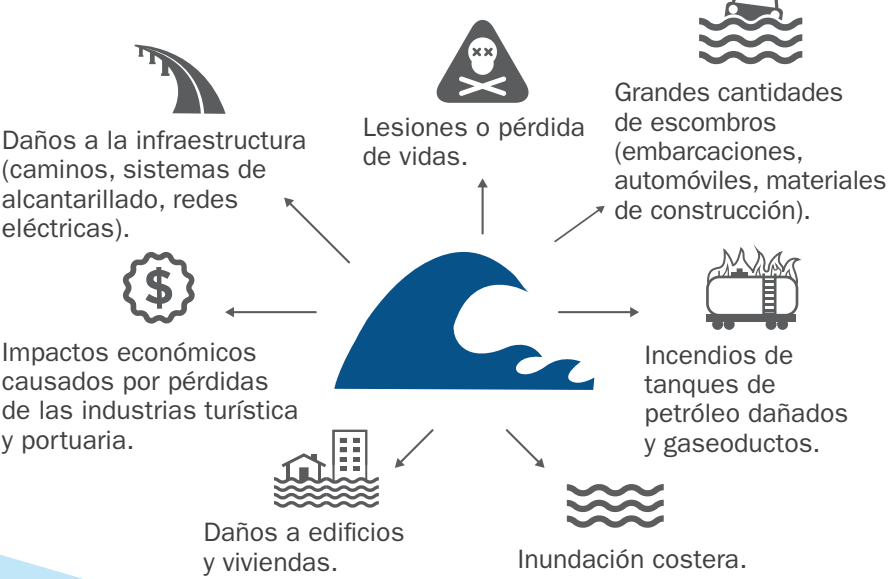 Daños a la infraestructura
(caminos, sistemas de
alcantarillado, redes
eléctricas).
Lesiones o pérdida
de vidas.
Grandes cantidades
de escombros
(embarcaciones,
automóviles, materiales
de construcción).
$
Impactos económicos
causados por pérdidas
de las industrias turística
y portuaria.
Incendios de
tanques de
petróleo dañados
y gaseoductos.
Daños a edificios
y viviendas.
Inundación costera.